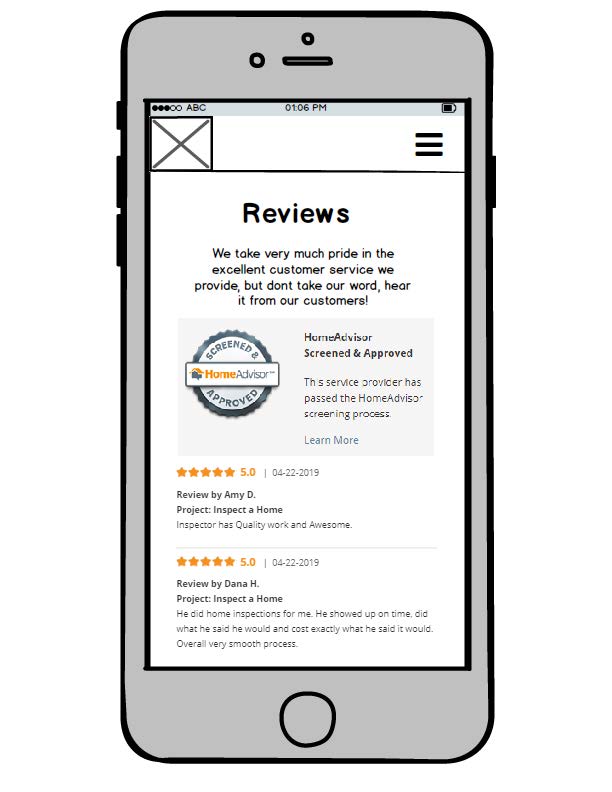 ABC 01:06 PM
Reviews
We take very much pride in the
excellent customer service we
provide, but dont take our word, hear
it from our customers!
SCREENED &
HomeAdvisor™
APPROVED
HomeAdvisor
Screened & Approved
This service provider has
passed the HomeAdvisor
screening process.
Learn More
5.0 | 04-22-2019
Review by Amy D.
Project: Inspect a Home
Inspector has Quality work and Awesome.
5.0 | 04-22-2019
Review by Dana H.
Project: Inspect a Home
He did home inspections for me. He showed up on time, did
what he said he would and cost exactly what he said it would.
Overall very smooth process.